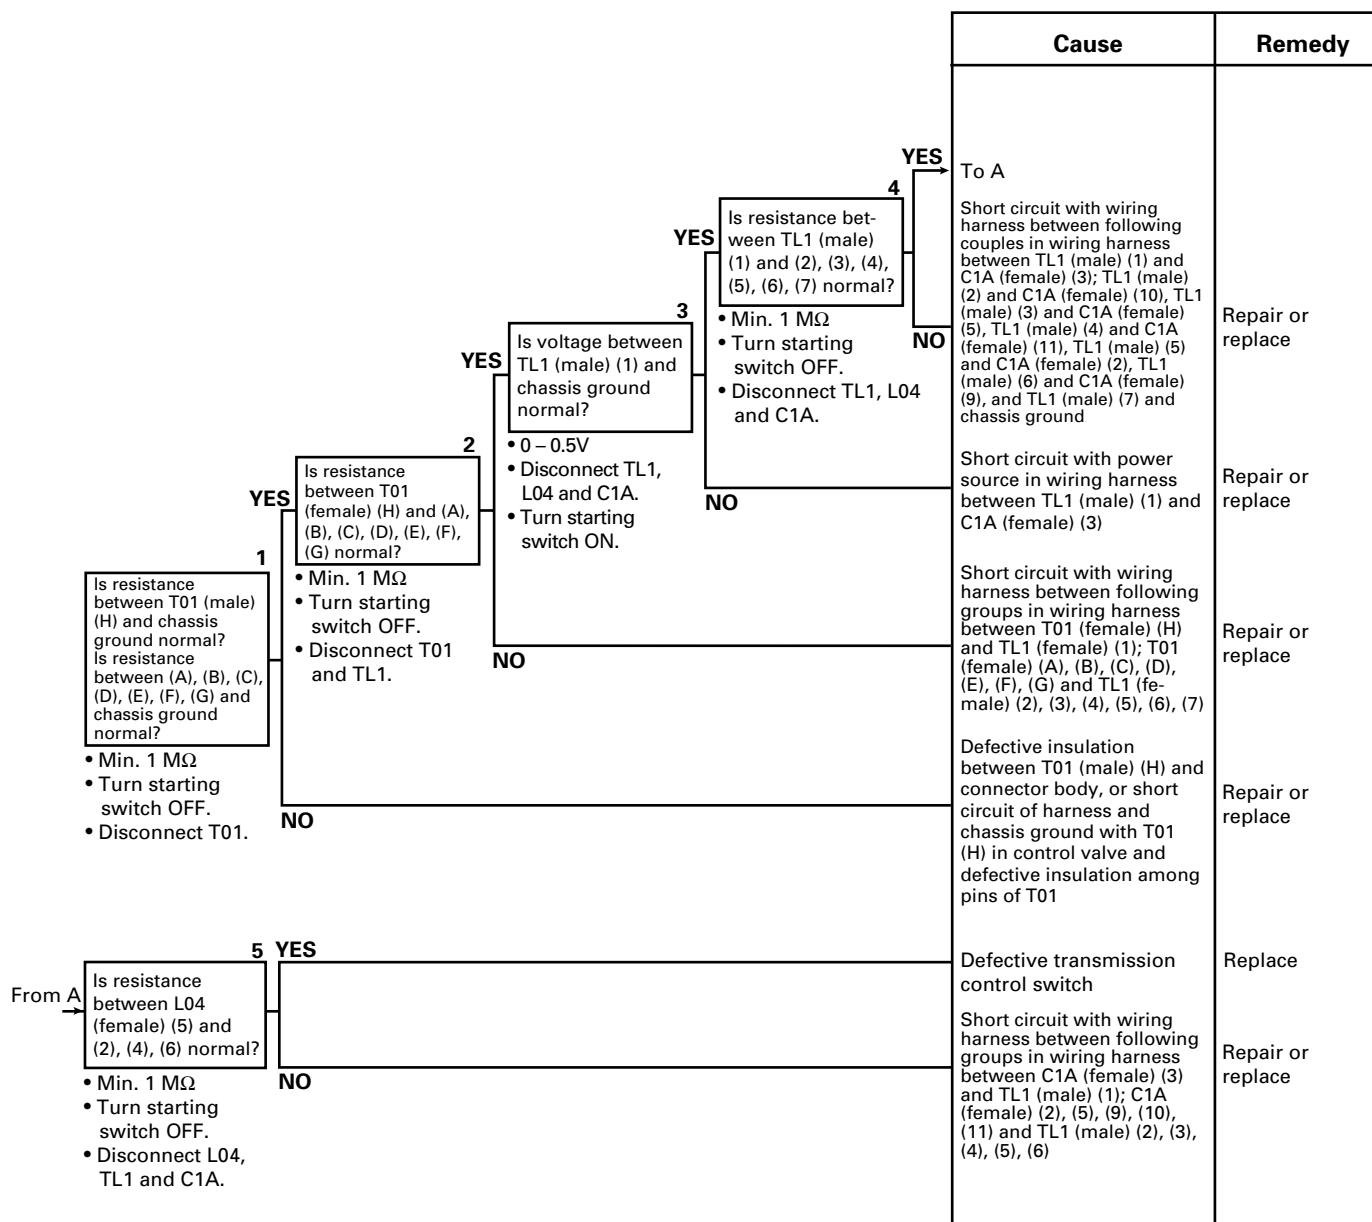 Cause
Remedy
YES
To A
4
Is resistance bet-
ween TL1 (male)
(1) and (2), (3), (4),
(5), (6), (7) normal?
• Min. 1 MΩ
• Turn starting
switch OFF.
• Disconnect TL1, L04
and C1A.
NO
Short circuit with wiring
harness between following
couples in wiring harness
between TL1 (male) (1) and
C1A (female) (3); TL1 (male)
(2) and C1A (female) (10), TL1
(male) (3) and C1A (female)
(5), TL1 (male) (4) and C1A
(female) (11), TL1 (male) (5)
and C1A (female) (2), TL1
(male) (6) and C1A (female)
(9), and TL1 (male) (7) and
chassis ground
Repair or
replace
YES
3
Is voltage between
TL1 (male) (1) and
chassis ground
normal?
• 0 – 0.5V
• Disconnect TL1,
L04 and C1A.
• Turn starting
switch ON.
NO
Short circuit with power
source in wiring harness
between TL1 (male) (1) and
C1A (female) (3)
Repair or
replace
YES
2
Is resistance
between T01
(female) (H) and (A),
(B), (C), (D), (E), (F),
(G) normal?
• Min. 1 MΩ
• Turn starting
switch OFF.
• Disconnect T01
and TL1.
NO
Short circuit with wiring
harness between following
groups in wiring harness
between T01 (female) (H)
and TL1 (female) (1); T01
(female) (A), (B), (C), (D),
(E), (F), (G) and TL1 (fe-
male) (2), (3), (4), (5), (6), (7)
Repair or
replace
YES
1
Is resistance
between T01 (male)
(H) and chassis
ground normal?
Is resistance
between (A), (B), (C),
(D), (E), (F), (G) and
chassis ground
normal?
• Min. 1 MΩ
• Turn starting
switch OFF.
• Disconnect T01.
NO
Defective insulation
between T01 (male) (H) and
connector body, or short
circuit of harness and
chassis ground with T01
(H) in control valve and
defective insulation among
pins of T01
Repair or
replace
From A
5
Is resistance
between L04
(female) (5) and
(2), (4), (6) normal?
• Min. 1 MΩ
• Turn starting
switch OFF.
• Disconnect L04,
TL1 and C1A.
YES
Defective transmission
control switch
Replace
NO
Short circuit with wiring
harness between following
groups in wiring harness
between C1A (female) (3)
and TL1 (male) (1); C1A
(female) (2), (5), (9), (10),
(11) and TL1 (male) (2), (3),
(4), (5), (6)
Repair or
replace